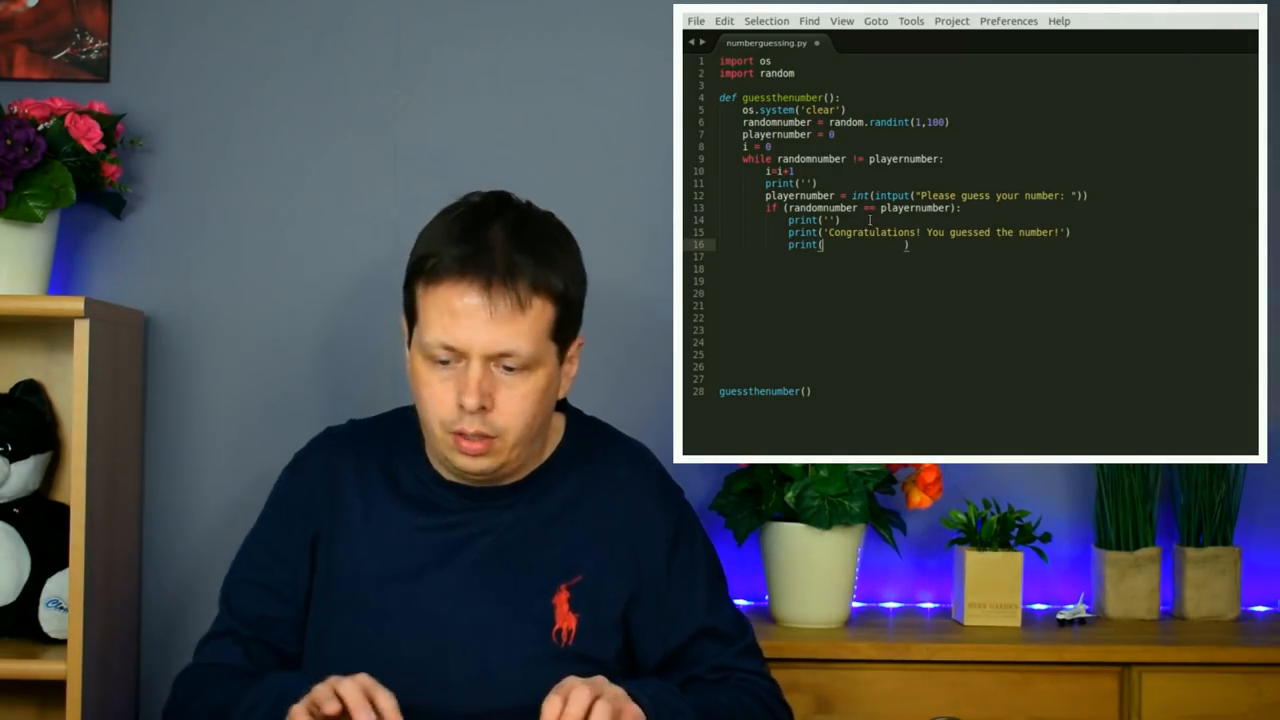 File Edit Selection Find View Goto Tools Project Preferences Help
numberguessing.py
1 import os
2 import random
3
4 def guessthenumber():
5 os.system('clear')
6 randomnumber = random.randint(1,100)
7 playernumber = 0
8 i = 0
9 while randomnumber != playernumber:
10 i=i+1
11 print('')
12 playernumber = int(intput("Please guess your number: "))
13 if (randomnumber == playernumber):
14 print('')
15 print('Congratulations! You guessed the number!')
16 print( )
17
18
19
20
21
22
23
24
25
26
27
28 guessthenumber()
HERB GARDEN